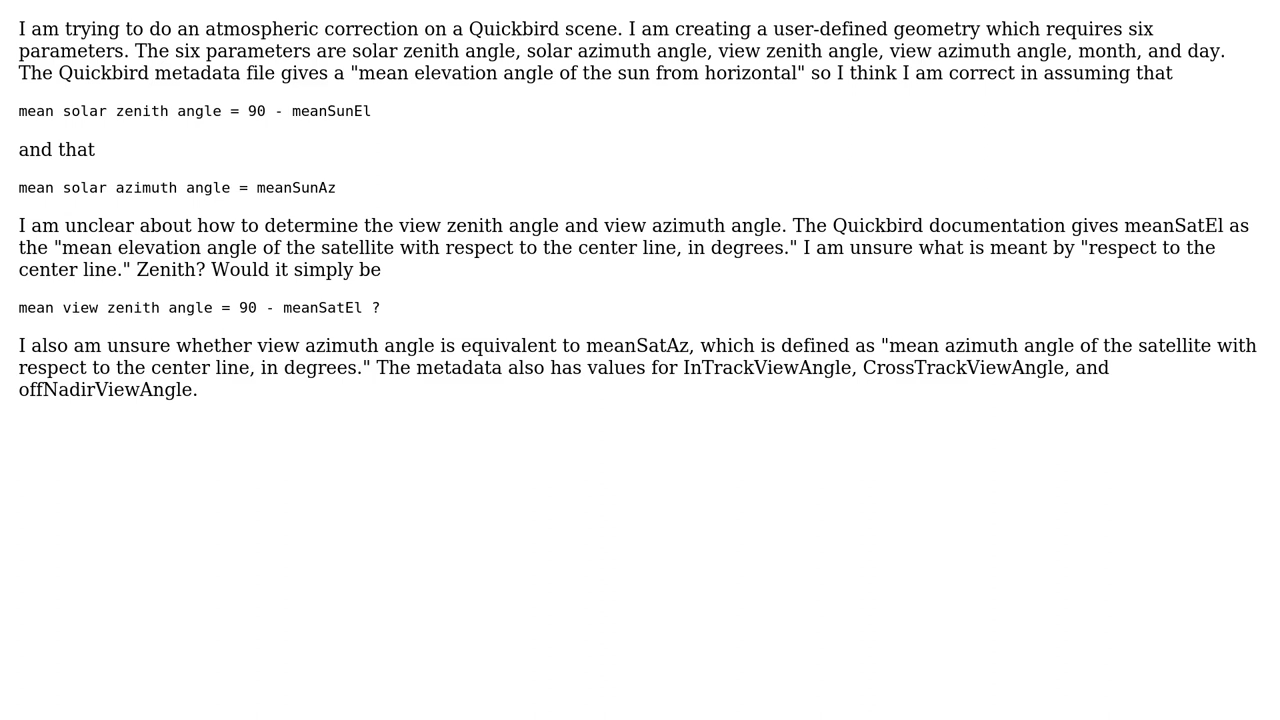 I am trying to do an atmospheric correction on a Quickbird scene. I am creating a user-defined geometry which requires six
parameters. The six parameters are solar zenith angle, solar azimuth angle, view zenith angle, view azimuth angle, month, and day.
The Quickbird metadata file gives a "mean elevation angle of the sun from horizontal" so I think I am correct in assuming that
mean solar zenith angle = 90 - meanSunEl
and that
mean solar azimuth angle = meanSunAz
I am unclear about how to determine the view zenith angle and view azimuth angle. The Quickbird documentation gives meanSatEl as
the "mean elevation angle of the satellite with respect to the center line, in degrees." I am unsure what is meant by "respect to the
center line." Zenith? Would it simply be
mean view zenith angle = 90 - meanSatEl ?
I also am unsure whether view azimuth angle is equivalent to meanSatAz, which is defined as "mean azimuth angle of the satellite with
respect to the center line, in degrees." The metadata also has values for InTrackViewAngle, CrossTrackViewAngle, and
offNadirViewAngle.